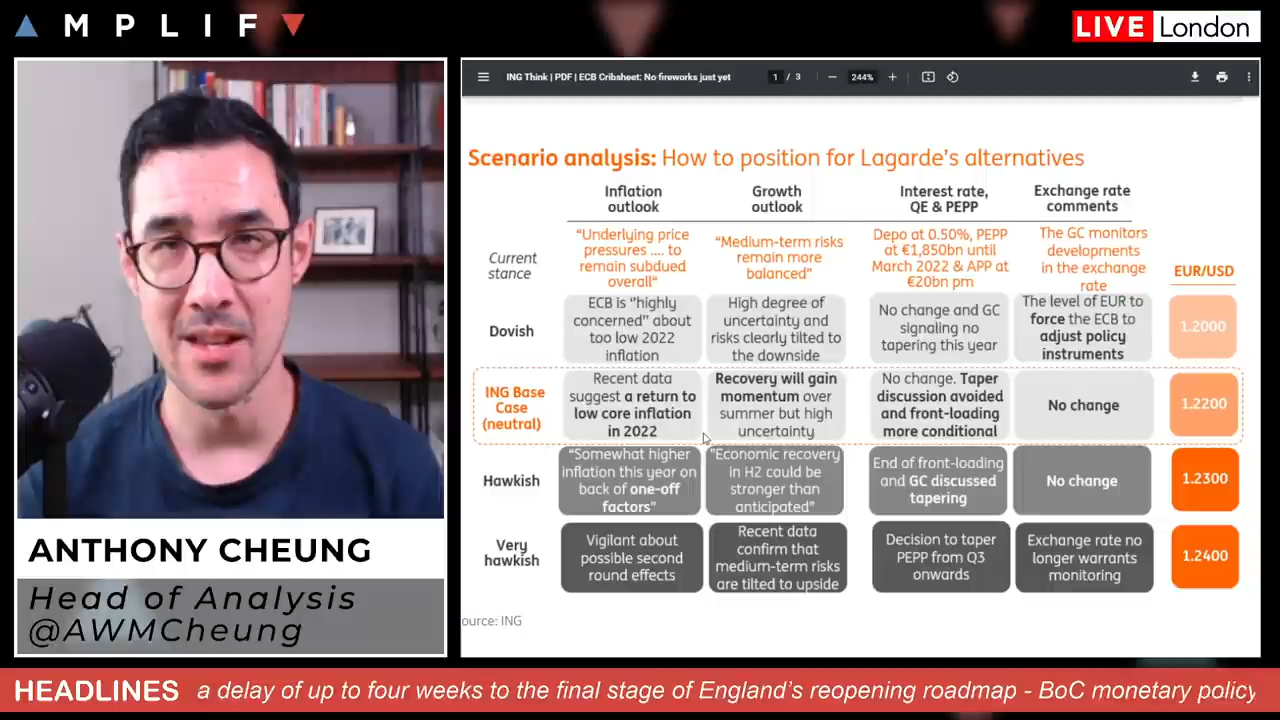 AMPLIFY
LIVE London
ING Think | PDF | ECB Cribsheet: No fireworks just yet
1 / 3
244%
Scenario analysis: How to position for Lagarde's alternatives
Inflation
outlook
Growth
outlook
Interest rate,
QE & PEPP
Exchange rate
comments
EUR/USD
Current
stance
“Underlying price
pressures .... to
remain subdued
overall”
“Medium-term risks
remain more
balanced”
Depo at 0.50%, PEPP
at €1,850bn until
March 2022 & APP at
€20bn pm
The GC monitors
developments
in the exchange
rate
Dovish
ECB is “highly
concerned” about
too low 2022
inflation
High degree of
uncertainty and
risks clearly tilted to
the downside
No change and GC
signaling no
tapering this year
The level of EUR to
force the ECB to
adjust policy
instruments
1.2000
ING Base
Case
(neutral)
Recent data
suggest a return to
low core inflation
in 2022
Recovery will gain
momentum over
summer but high
uncertainty
No change. Taper
discussion avoided
and front-loading
more conditional
No change
1.2200
Hawkish
“Somewhat higher
inflation this year on
back of one-off
factors”
“Economic recovery
in H2 could be
stronger than
anticipated”
End of front-loading
and GC discussed
tapering
No change
1.2300
Very
hawkish
Vigilant about
possible second
round effects
Recent data
confirm that
medium-term risks
are tilted to upside
Decision to taper
PEPP from Q3
onwards
Exchange rate no
longer warrants
monitoring
1.2400
ource: ING
ANTHONY CHEUNG
Head of Analysis
@AWMCheung
HEADLINES a delay of up to four weeks to the final stage of England's reopening roadmap - BoC monetary policy